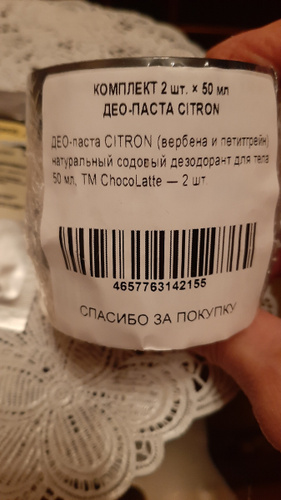 КОМПЛЕКТ 2 шт. × 50 мл
ДЕО-ПАСТА CITRON
ДЕО-паста CITRON (вербена и петитгрейн)
натуральный содовый дезодорант для тела
50 мл, TM ChocoLatte — 2 шт.
4657763142155
СПАСИБО ЗА ПОКУПКУ